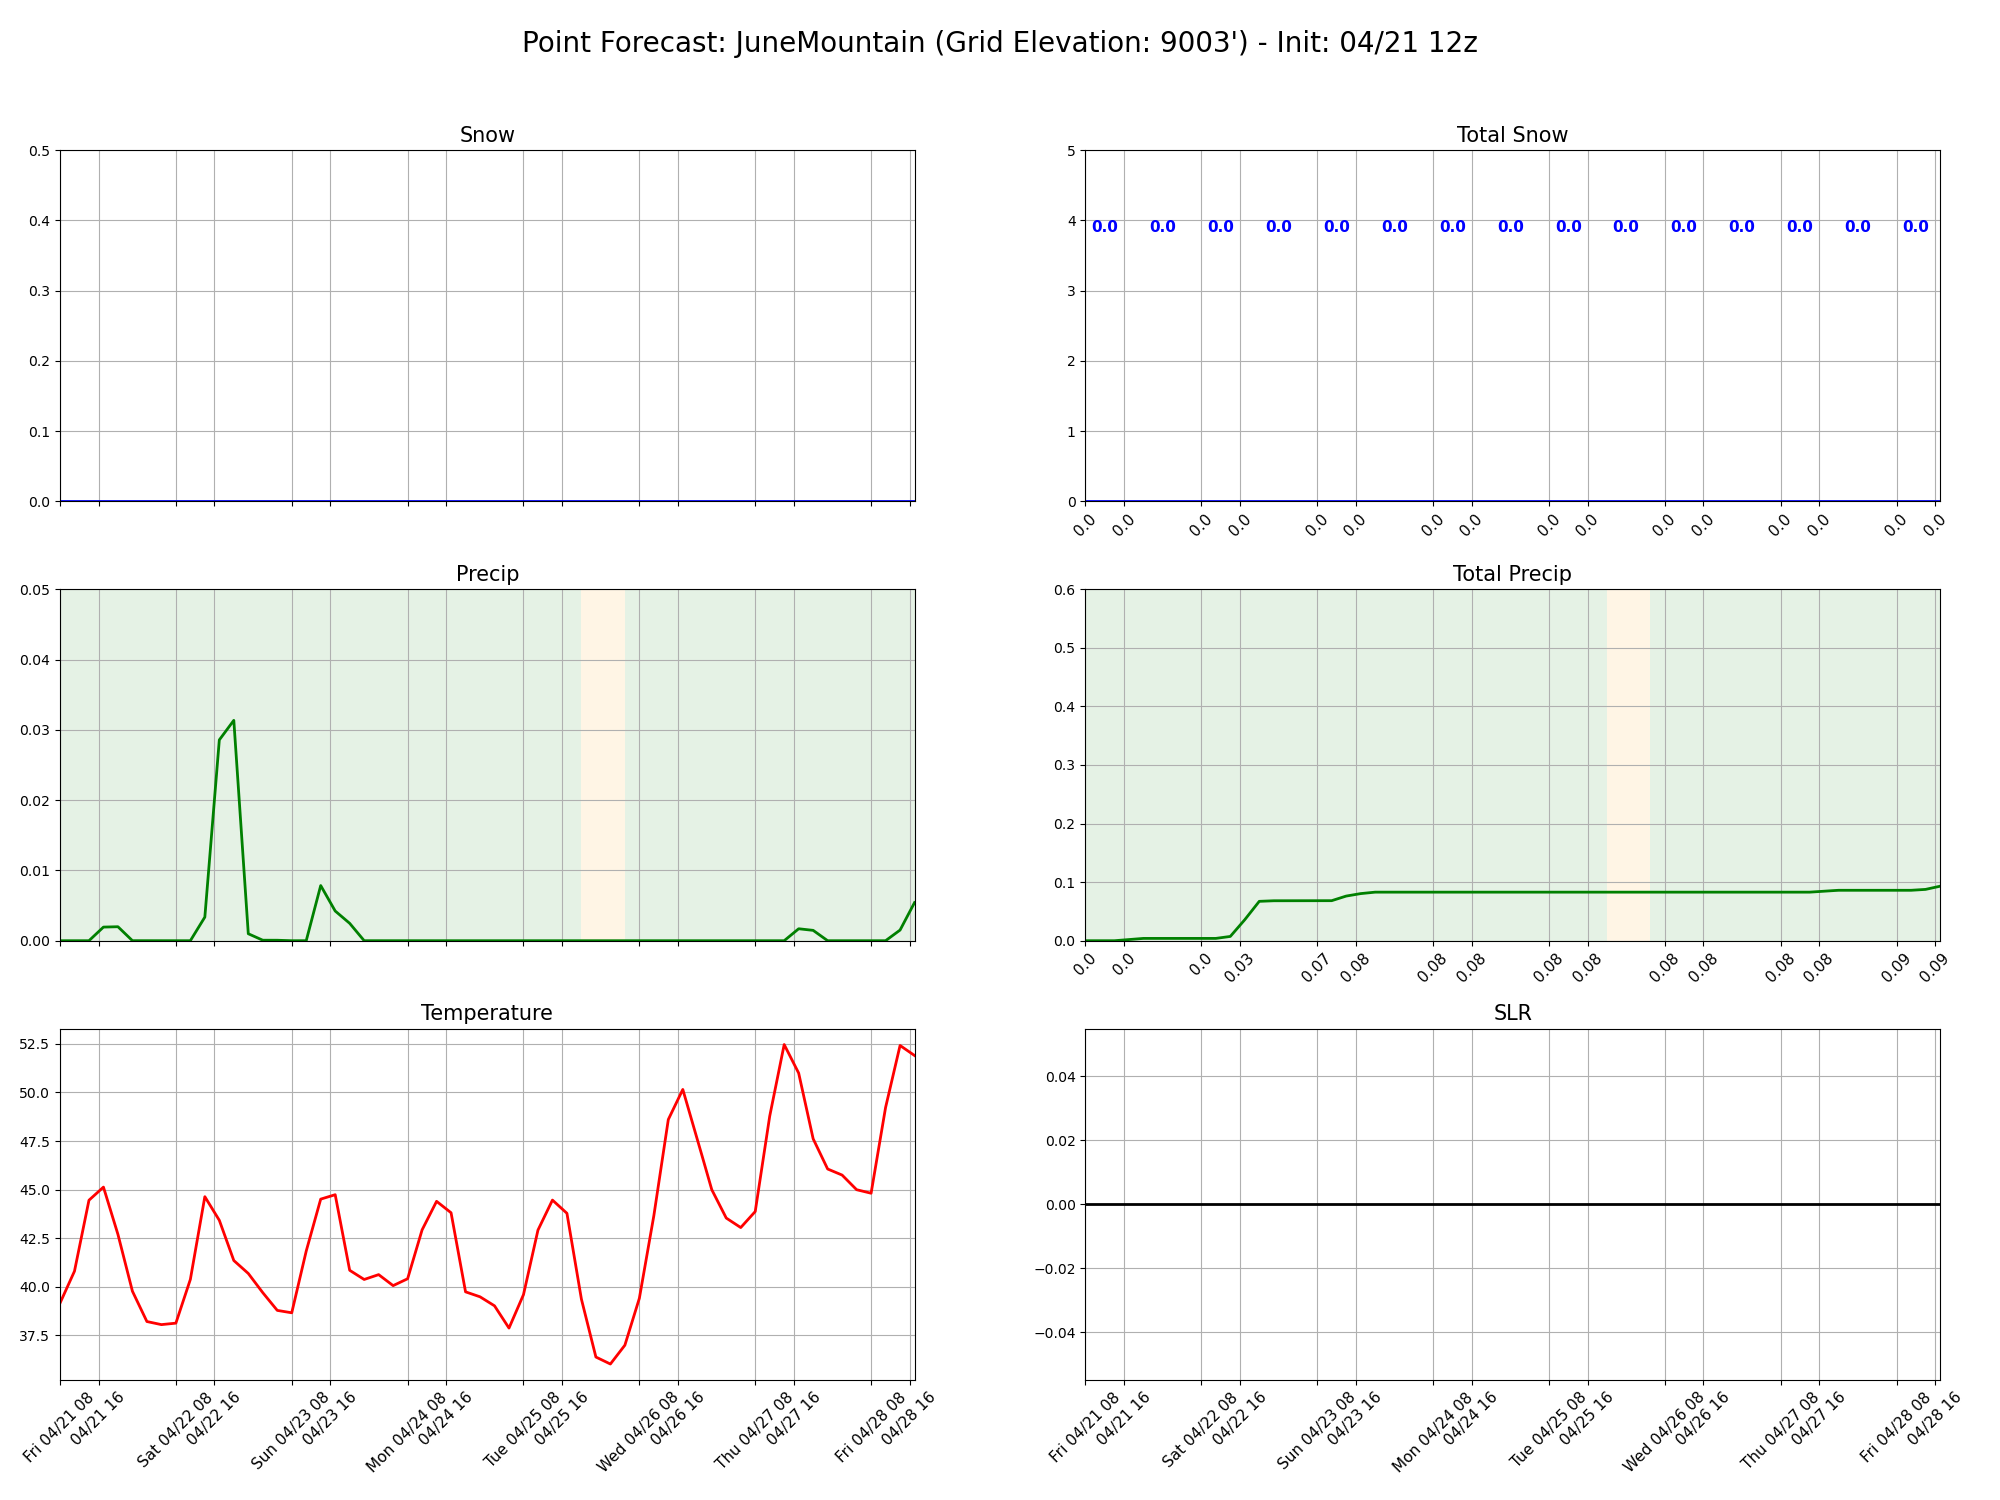 Point Forecast: JuneMountain (Grid Elevation: 9003') - Init: 04/21 12z
Snow
0.5
0.4
0.3
0.2
0.1
0.0
Total Snow
5
4
3
2
1
0
0.0 0.0 0.0 0.0 0.0 0.0 0.0 0.0 0.0 0.0 0.0 0.0 0.0 0.0 0.0
0.0 0.0 0.0 0.0 0.0 0.0 0.0 0.0 0.0 0.0 0.0 0.0 0.0 0.0 0.0 0.0
Precip
0.05
0.04
0.03
0.02
0.01
0.00
Total Precip
0.6
0.5
0.4
0.3
0.2
0.1
0.0
0.0 0.0 0.0 0.03 0.07 0.08 0.08 0.08 0.08 0.08 0.08 0.08 0.08 0.08 0.09 0.09
Temperature
52.5
50.0
47.5
45.0
42.5
40.0
37.5
Fri 04/21 08
04/21 16
Sat 04/22 08
04/22 16
Sun 04/23 08
04/23 16
Mon 04/24 08
04/24 16
Tue 04/25 08
04/25 16
Wed 04/26 08
04/26 16
Thu 04/27 08
04/27 16
Fri 04/28 08
04/28 16
SLR
0.04
0.02
0.00
−0.02
−0.04
Fri 04/21 08
04/21 16
Sat 04/22 08
04/22 16
Sun 04/23 08
04/23 16
Mon 04/24 08
04/24 16
Tue 04/25 08
04/25 16
Wed 04/26 08
04/26 16
Thu 04/27 08
04/27 16
Fri 04/28 08
04/28 16